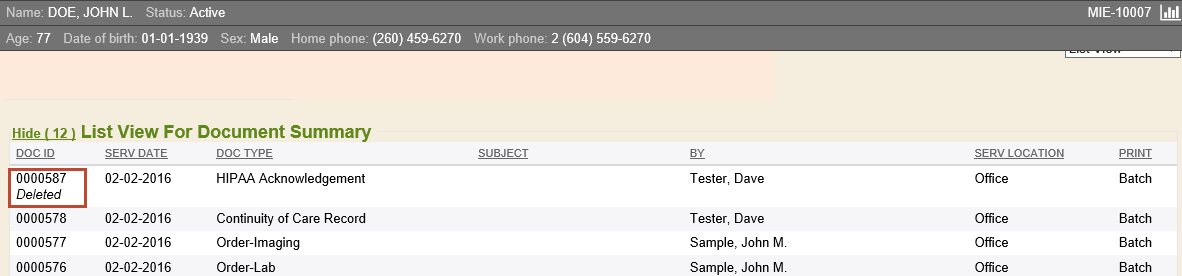 Name: DOE, JOHN L. Status: Active MIE-10007
Age: 77 Date of birth: 01-01-1939 Sex: Male Home phone: (260) 459-6270 Work phone: 2 (604) 559-6270
List View
Hide ( 12 ) List View For Document Summary
DOC ID SERV DATE DOC TYPE SUBJECT BY SERV LOCATION PRINT
0000587 02-02-2016 HIPAA Acknowledgement Tester, Dave Office Batch
Deleted
0000578 02-02-2016 Continuity of Care Record Tester, Dave Office Batch
0000577 02-02-2016 Order-Imaging Sample, John M. Office Batch
0000576 02-02-2016 Order-Lab Sample, John M. Office Batch